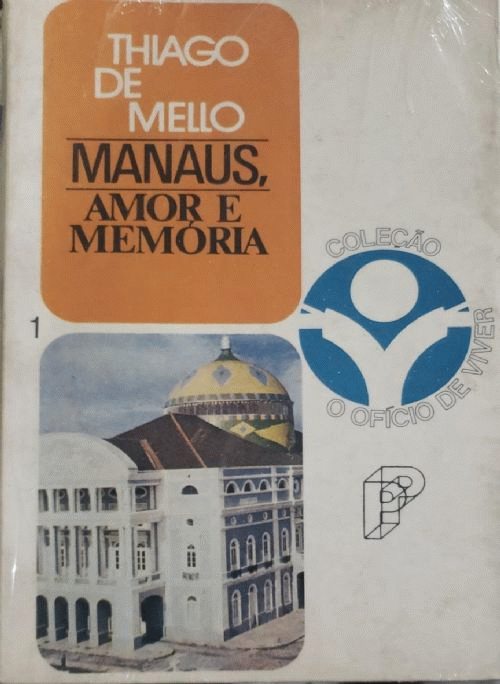 THIAGO
DE
MELLO
MANAUS,
AMOR E
MEMÓRIA
COLEÇÃO
O OFÍCIO DE VIVER
1
P